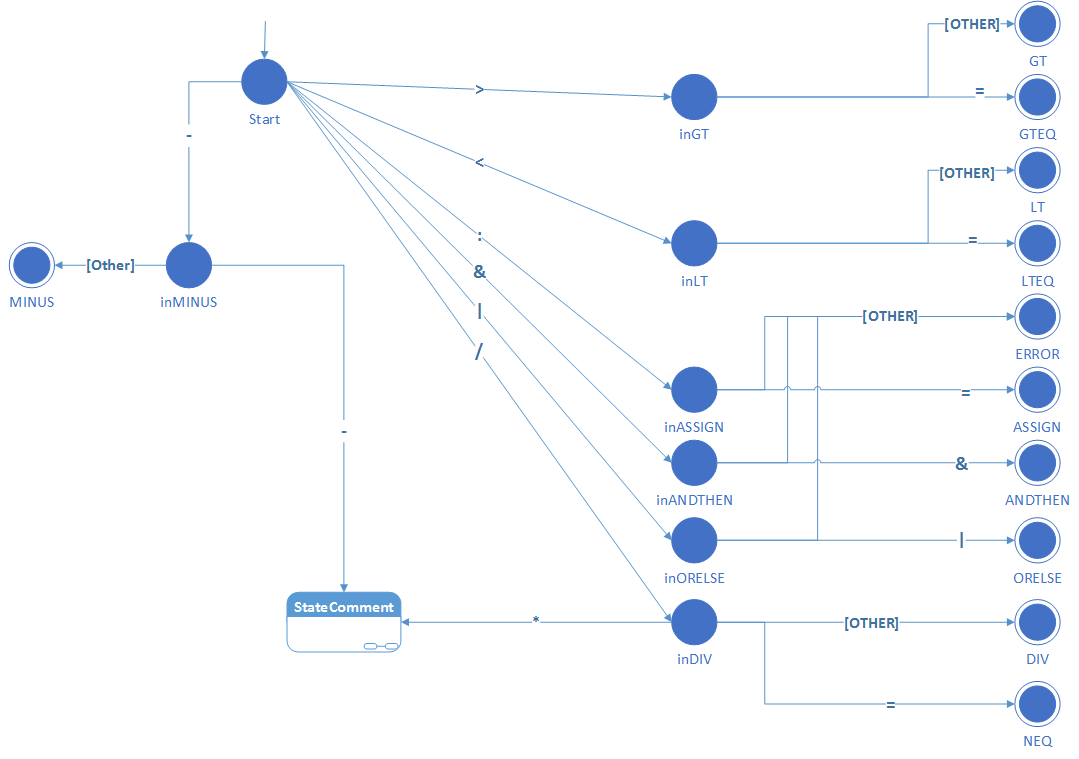 [OTHER]
GT
>
=
Start
inGT
GTEQ
-
<
[OTHER]
LT
:
=
&
inLT
LTEQ
[Other]
MINUS
inMINUS
|
[OTHER]
/
ERROR
=
inASSIGN
ASSIGN
-
&
inANDTHEN
ANDTHEN
|
inORELSE
ORELSE
StateComment
*
[OTHER]
inDIV
DIV
=
NEQ